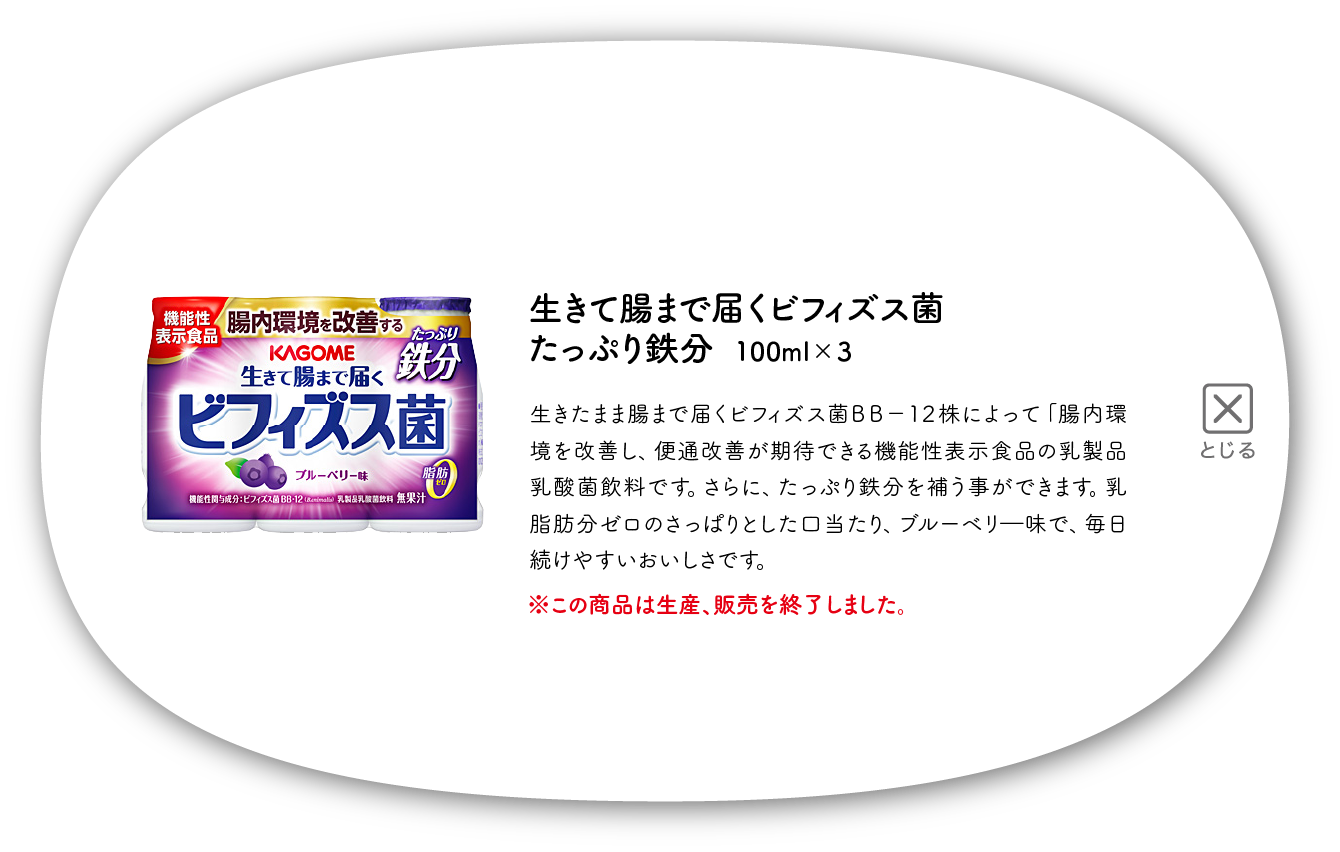 機能性
表示食品
腸内環境を改善する
たっぷり
鉄分
KAGOME
生きて腸まで届く
ビフィズス菌
ブルーベリー味
脂肪
ゼロ
0
機能性関与成分:ビフィズス菌BB-12(B.animalis) 乳製品乳酸菌飲料 無果汁
生きて腸まで届くビフィズス菌
たっぷり鉄分 100ml×3
生きたまま腸まで届くビフィズス菌BB－12株によって「腸内環
境を改善し、便通改善が期待できる機能性表示食品の乳製品
乳酸菌飲料です。さらに、たっぷり鉄分を補う事ができます。乳
脂肪分ゼロのさっぱりとした口当たり、ブルーベリ―味で、毎日
続けやすいおいしさです。
※この商品は生産、販売を終了しました。
とじる